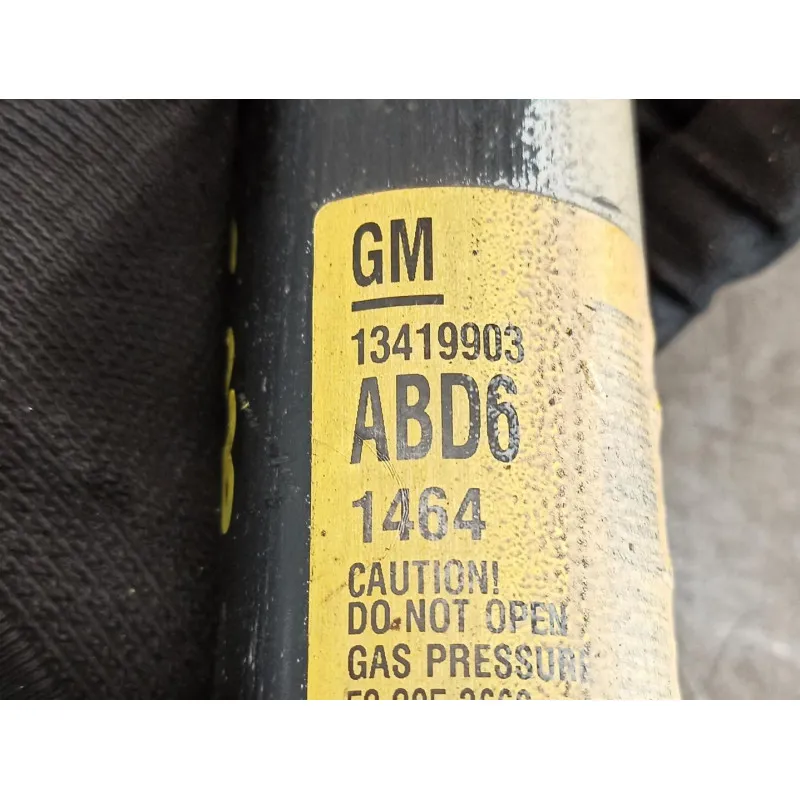 GM
13419903
ABD6
1464
CAUTION!
DO NOT OPEN
GAS PRESSURE